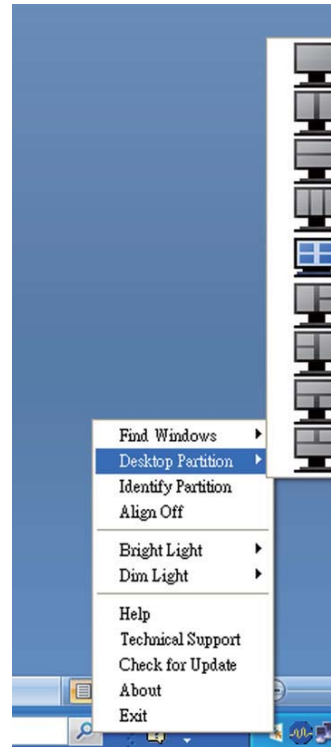 Find Windows
Desktop Partition
Identify Partition
Align Off
Bright Light
Dim Light
Help
Technical Support
Check for Update
About
Exit